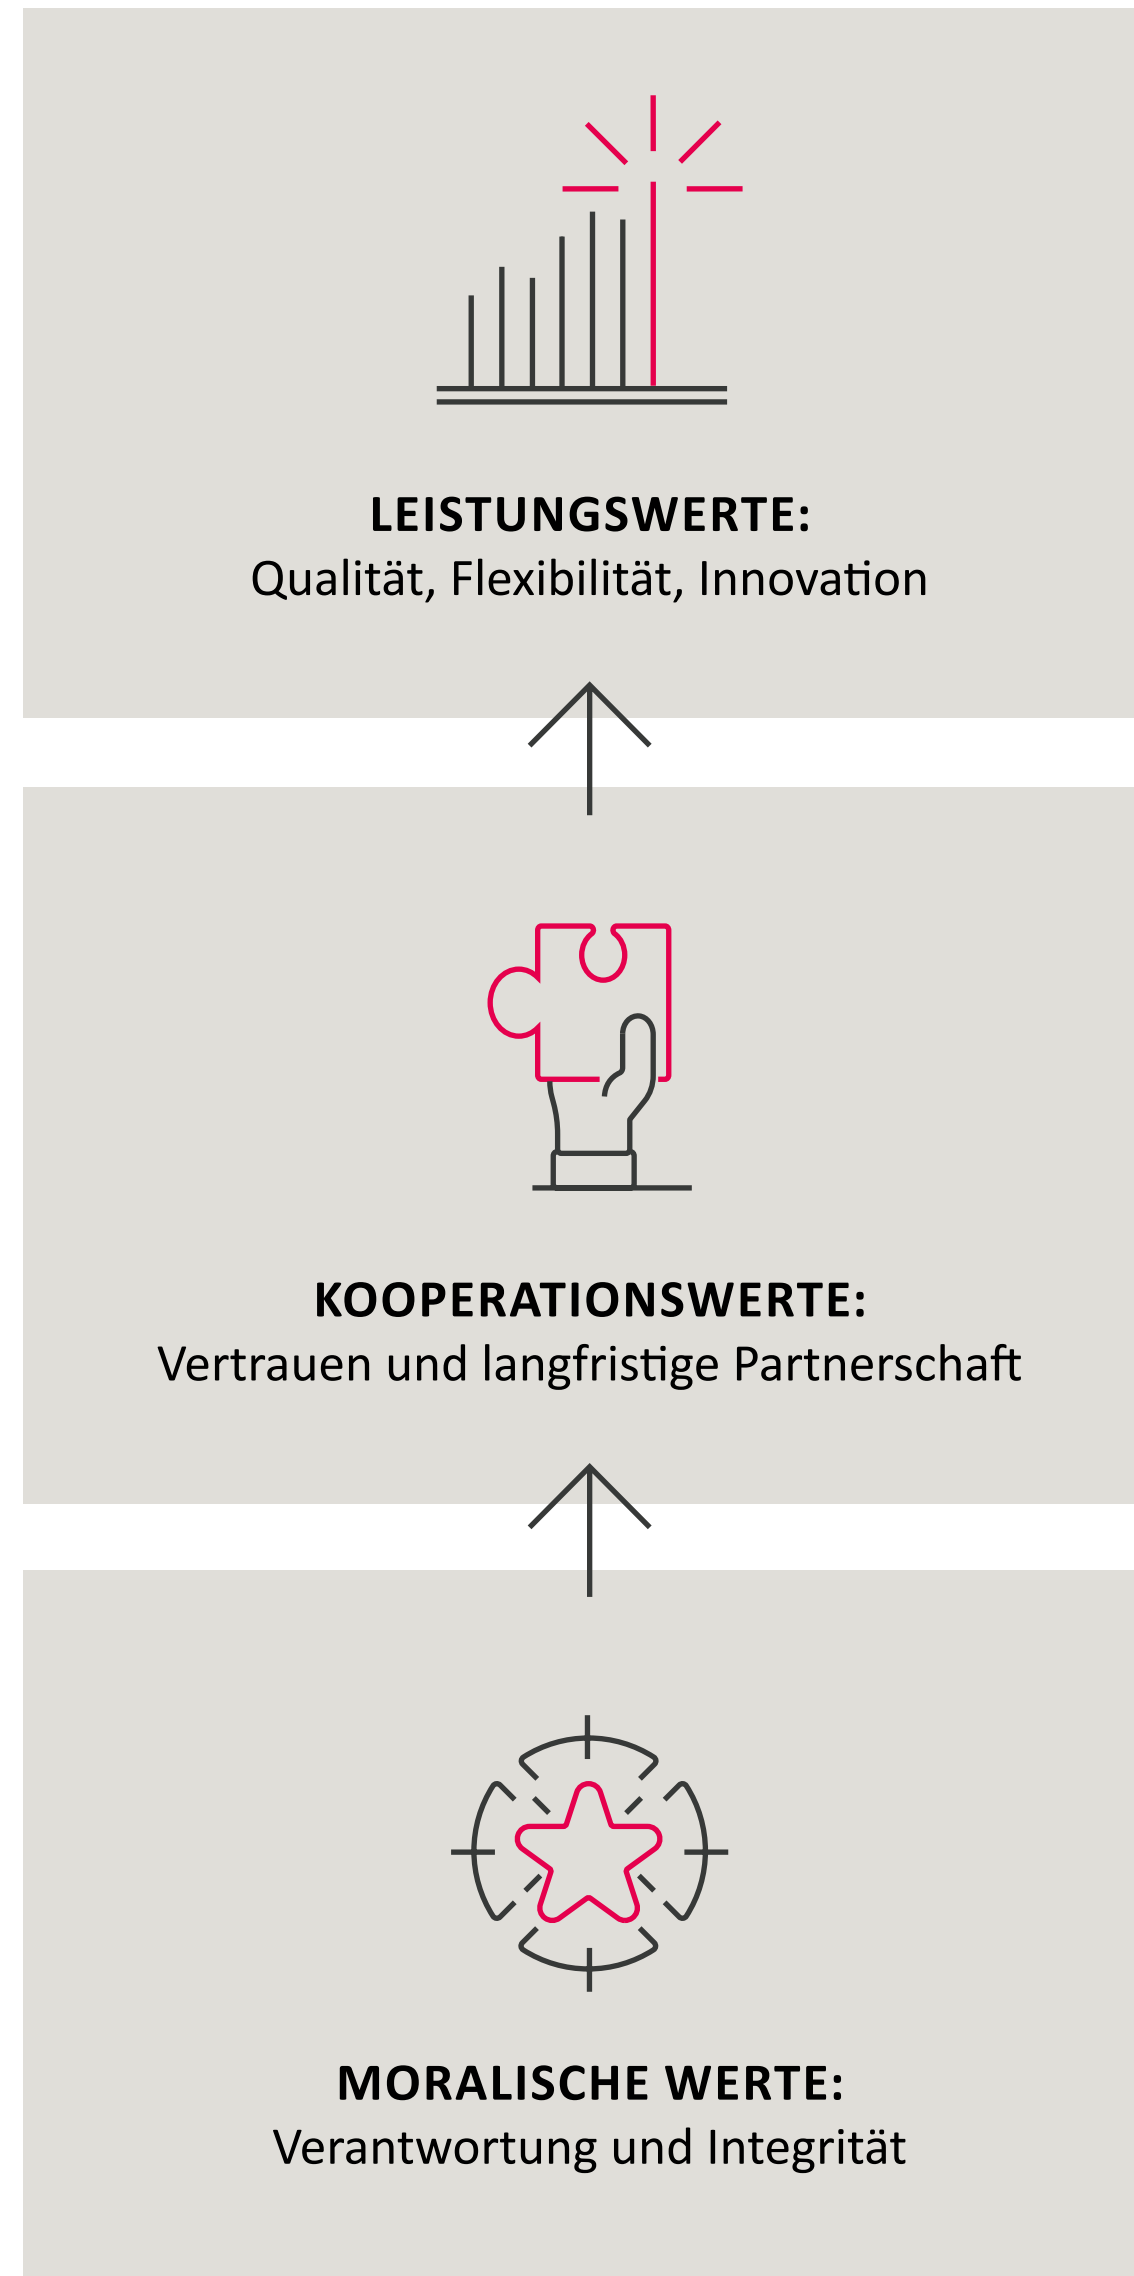 LEISTUNGSWERTE:
Qualität, Flexibilität, Innovation
KOOPERATIONSWERTE:
Vertrauen und langfristige Partnerschaft
MORALISCHE WERTE:
Verantwortung und Integrität